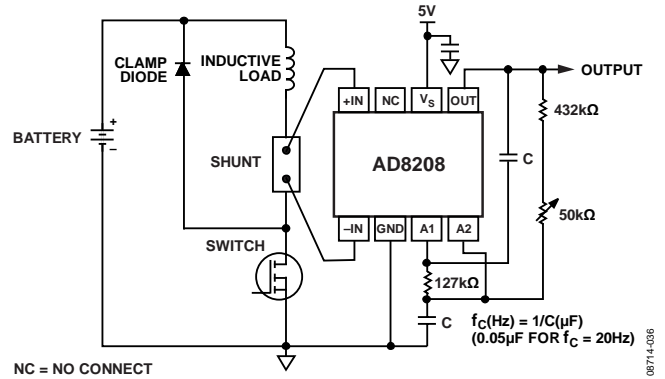 5V
CLAMP
DIODE
INDUCTIVE
LOAD
OUTPUT
+IN
NC
VS
OUT
432kΩ
BATTERY
+
–
SHUNT
AD8208
C
50kΩ
–IN
GND
A1
A2
SWITCH
127kΩ
C
fC(Hz) = 1/C(µF)
(0.05µF FOR fC = 20Hz)
NC = NO CONNECT
08714-036